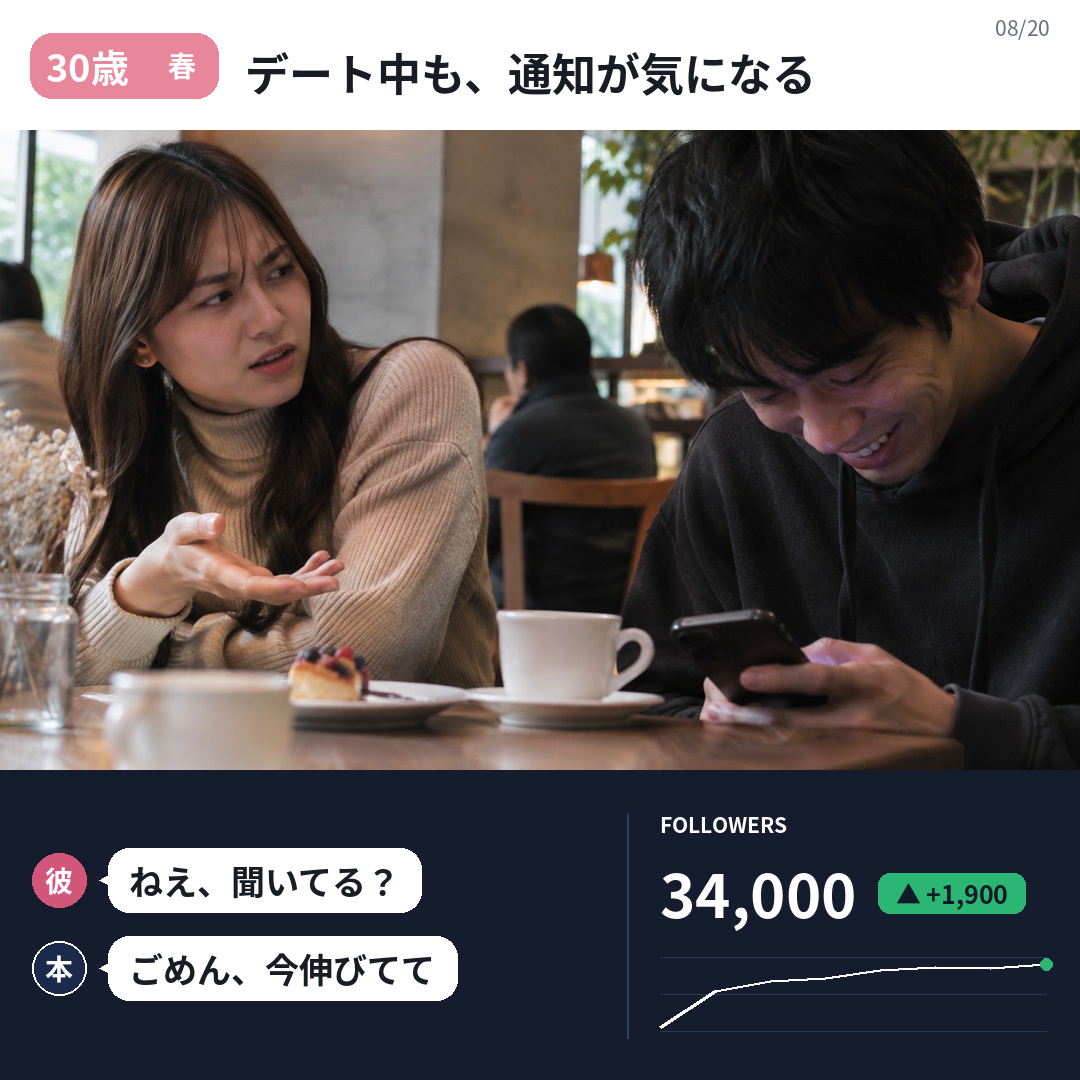 08/20
30歳 春
デート中も、通知が気になる
彼
ねえ、聞いてる？
本
ごめん、今伸びてて
FOLLOWERS
34,000
▲ +1,900